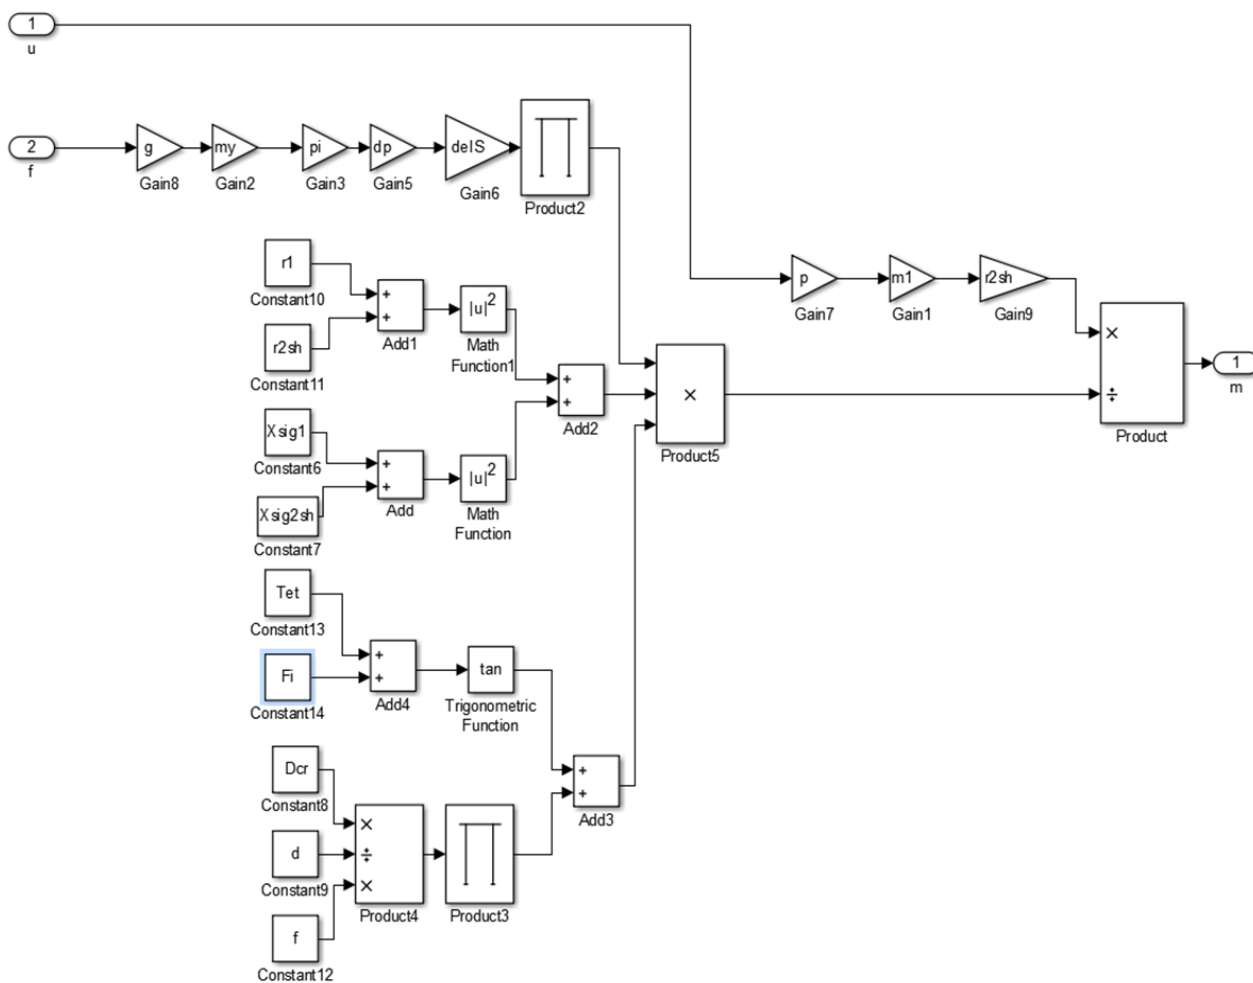 1
u
2
f
g
Gain8
my
Gain2
pi
Gain3
dp
Gain5
delS
Gain6
Product2
r1
Constant10
r2sh
Constant11
+
+
Add1
|u|2
Math
Function1
Xsig1
Constant6
Xsig2sh
Constant7
+
+
Add
|u|2
Math
Function
+
+
Add2
×
Product5
p
Gain7
m1
Gain1
r2sh
Gain9
×
÷
Product
1
m
Tet
Constant13
Fi
Constant14
+
+
Add4
tan
Trigonometric
Function
Dcr
Constant8
d
Constant9
f
Constant12
×
÷
×
Product4
Product3
+
+
Add3